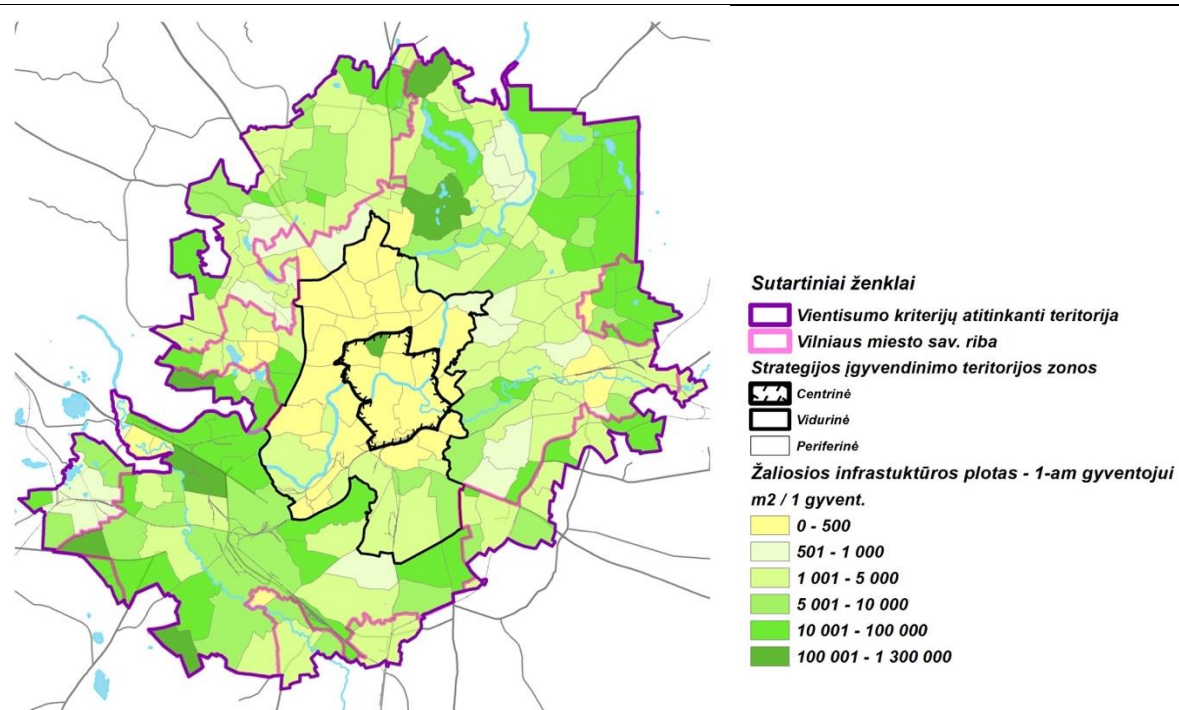 Sutartiniai ženklai
Vientisumo kriterijų atitinkanti teritorija
Vilniaus miesto sav. riba
Strategijos įgyvendinimo teritorijos zonos
Centrinė
Vidurinė
Periferinė
Žaliosios infrastuktūros plotas - 1-am gyventojui
m2 / 1 gyvent.
0 - 500
501 - 1 000
1 001 - 5 000
5 001 - 10 000
10 001 - 100 000
100 001 - 1 300 000